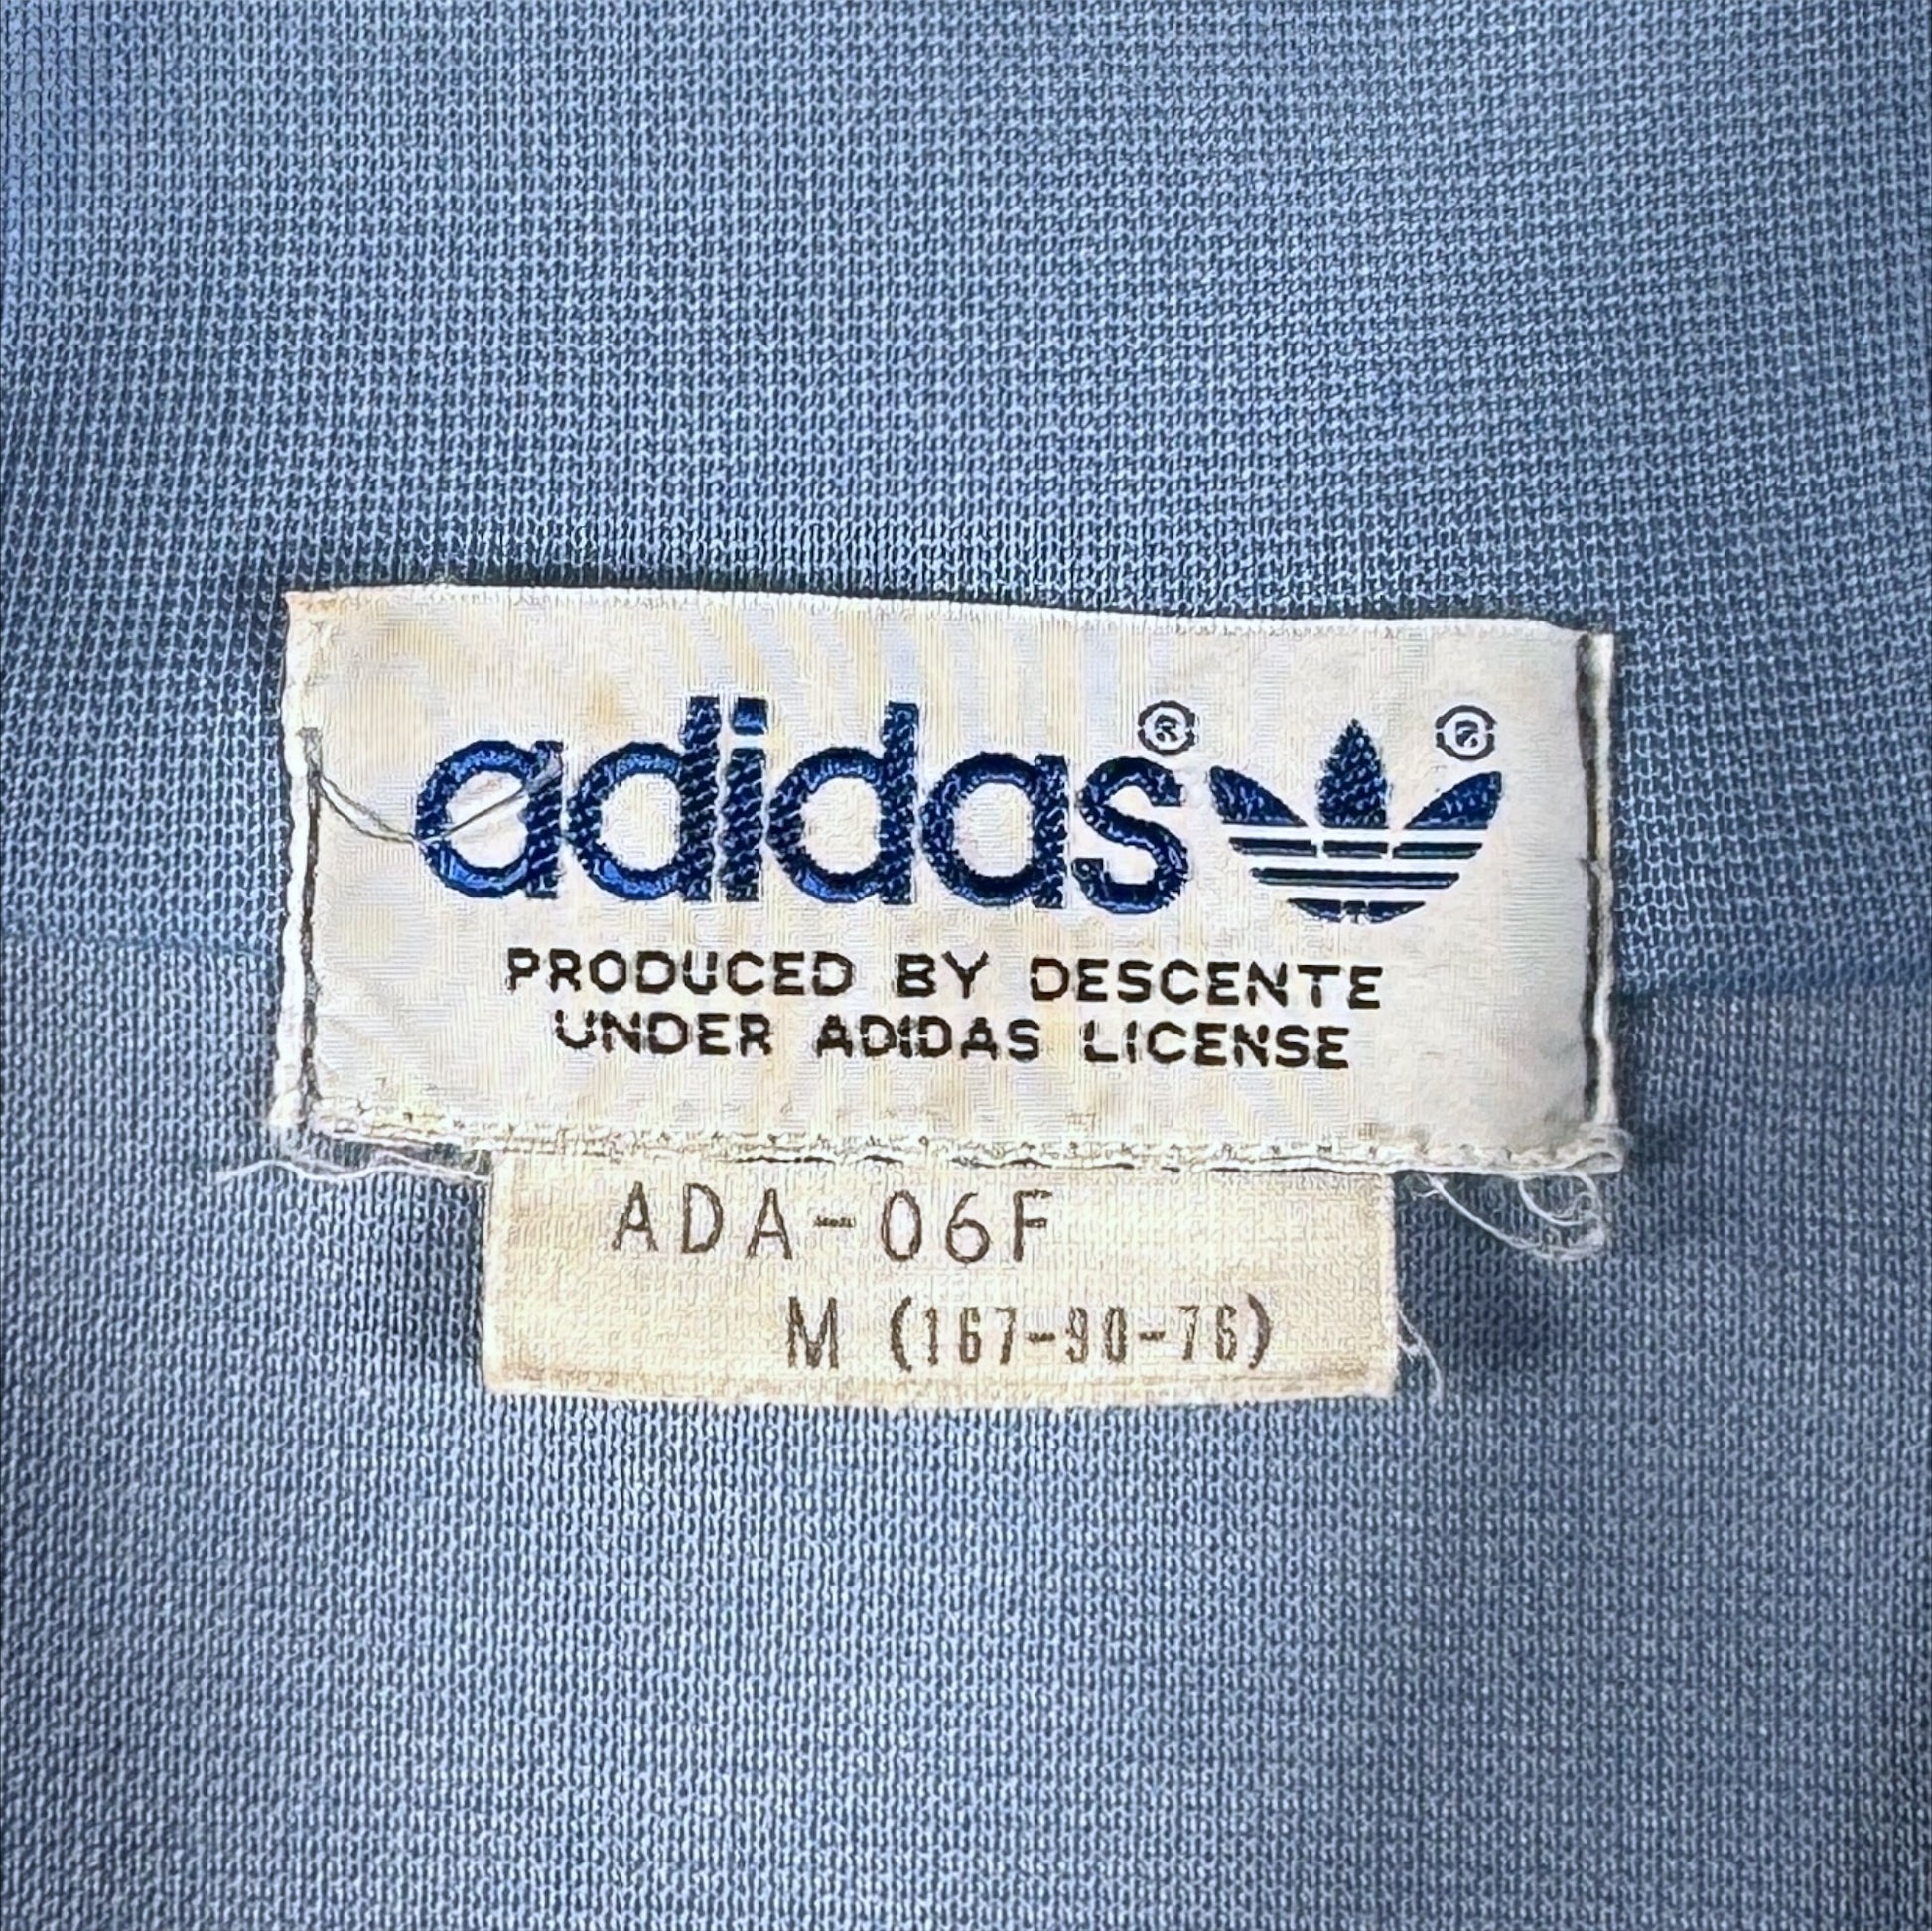 adidas® ®
PRODUCED BY DESCENTE
UNDER ADIDAS LICENSE
ADA-06F
M (167-90-76)